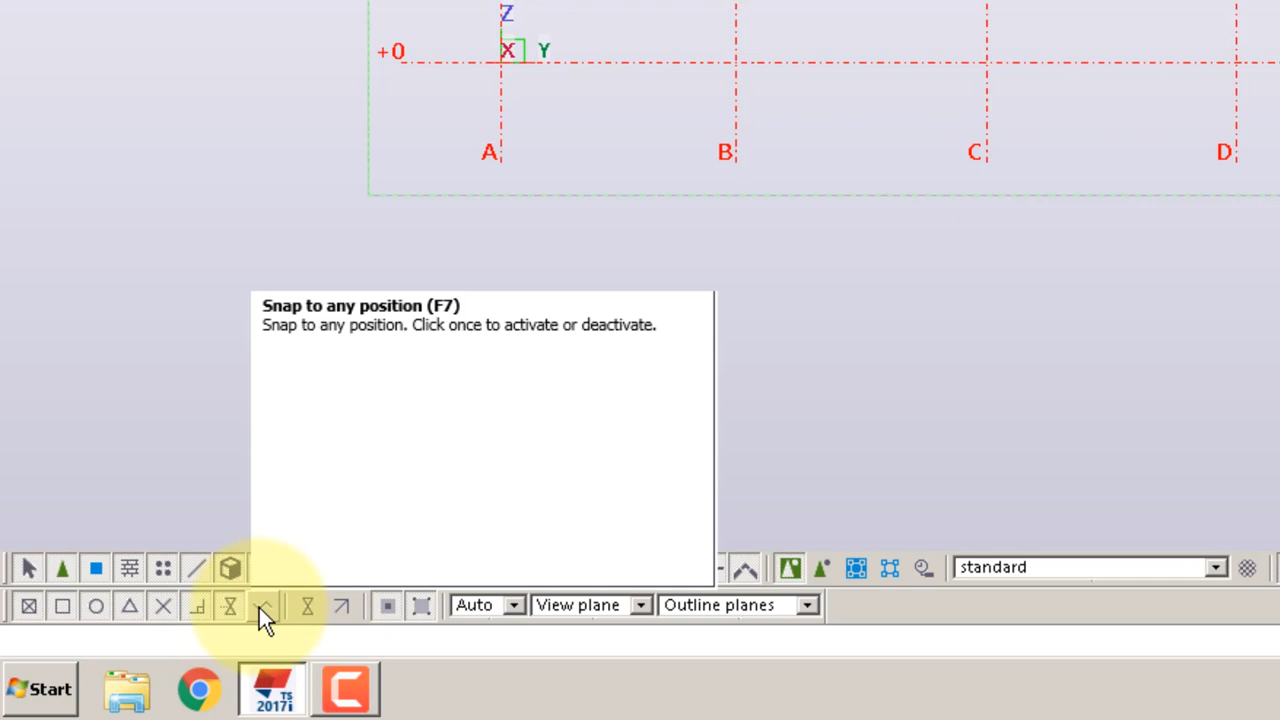 Z
+0 X Y
A B C D
Snap to any position (F7)
Snap to any position. Click once to activate or deactivate.
standard
Auto View plane Outline planes
Start TS
2017i